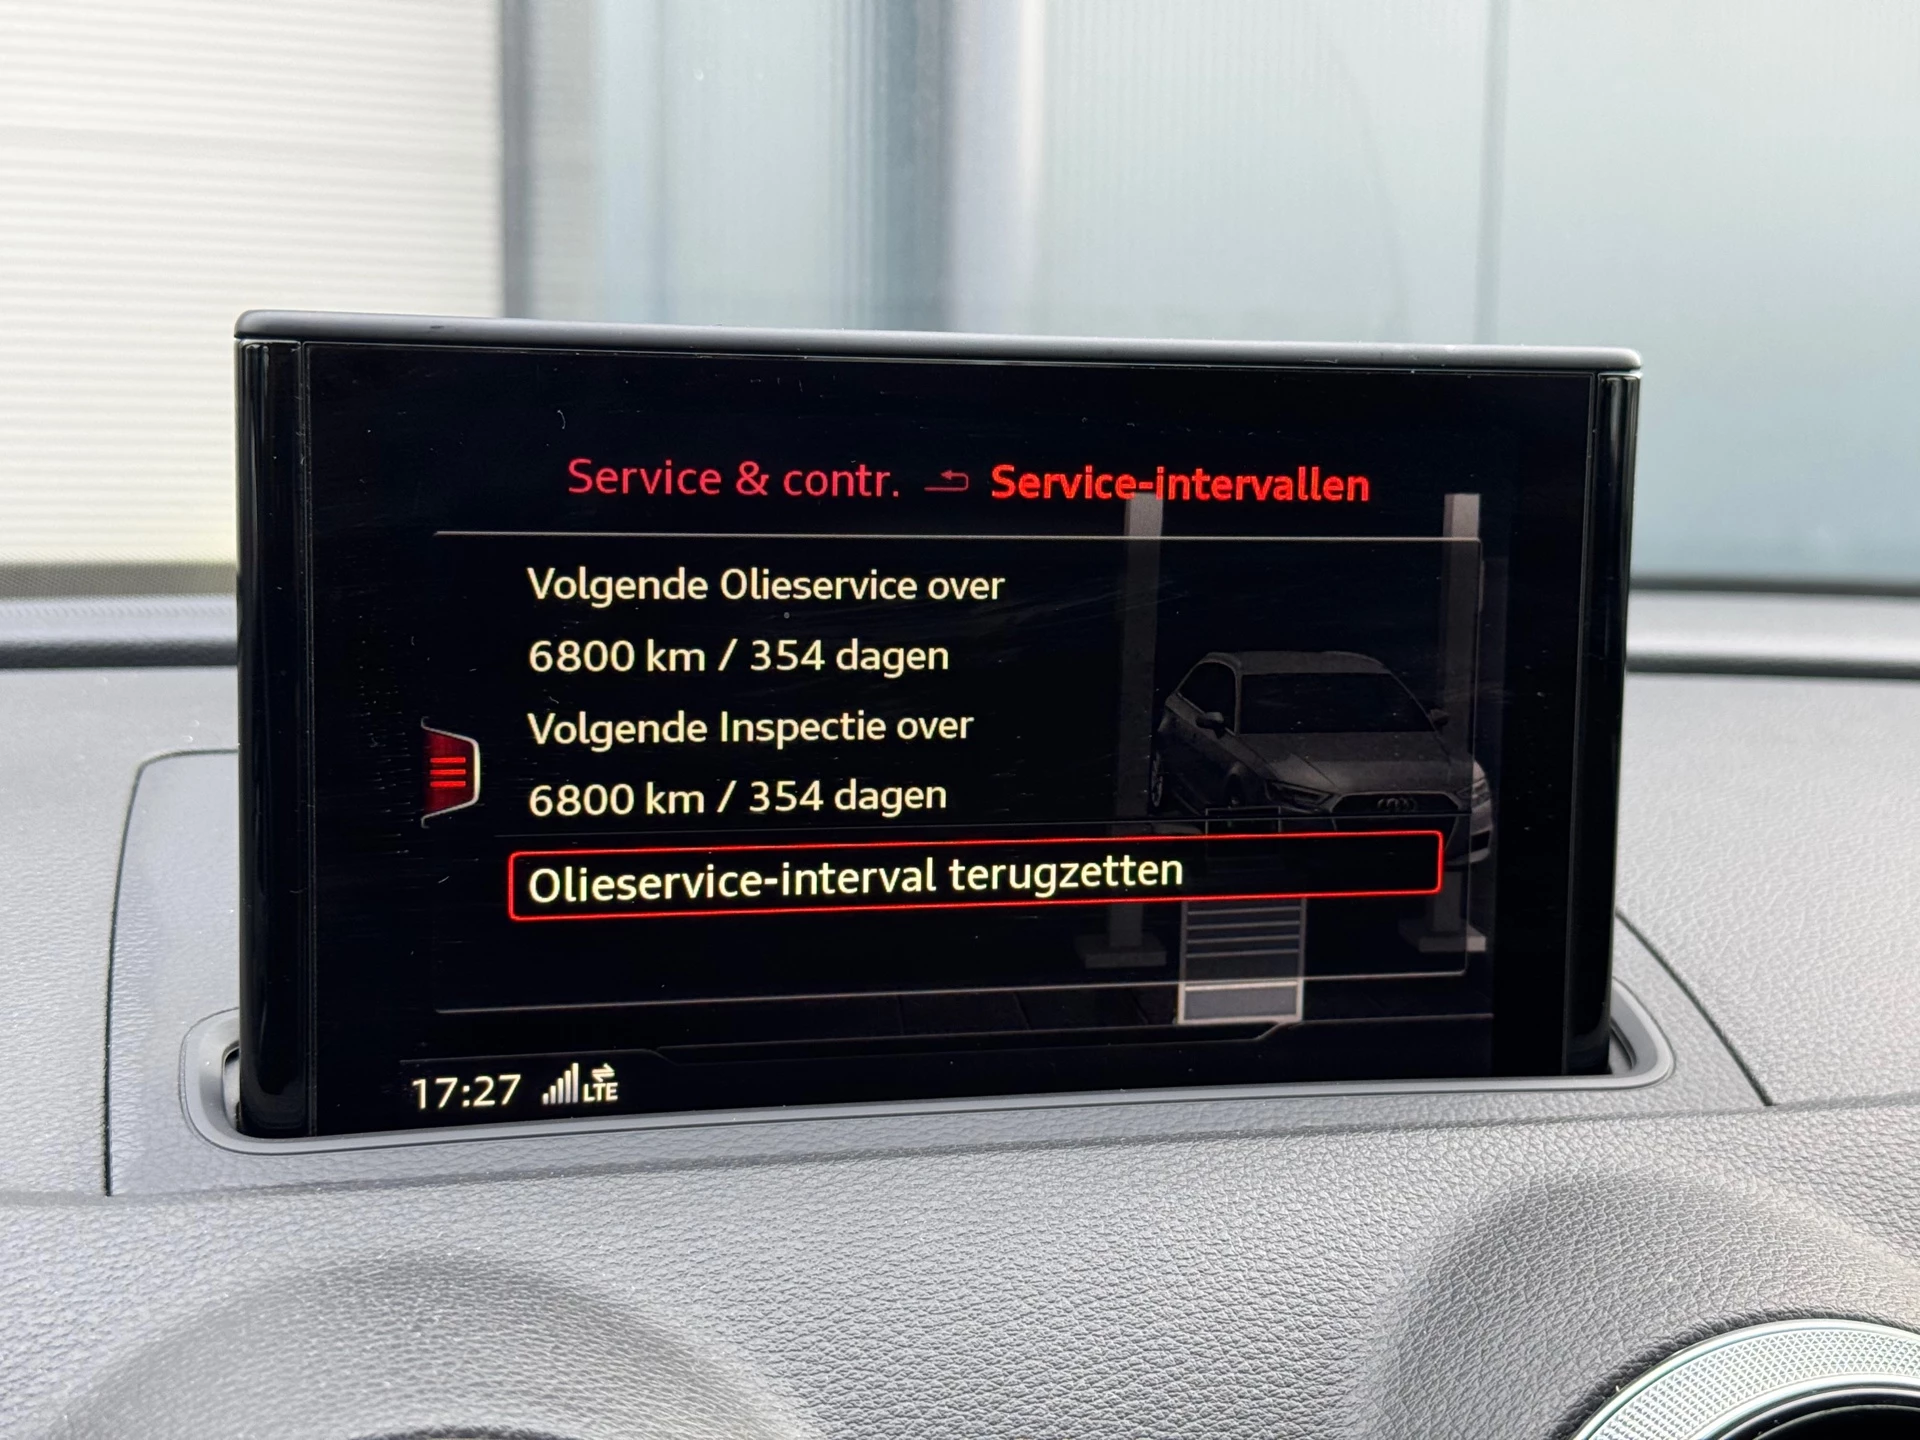 Service & contr. Service-intervallen
Volgende Olieservice over
6800 km / 354 dagen
Volgende Inspectie over
6800 km / 354 dagen
Olieservice-interval terugzetten
17:27 LTE